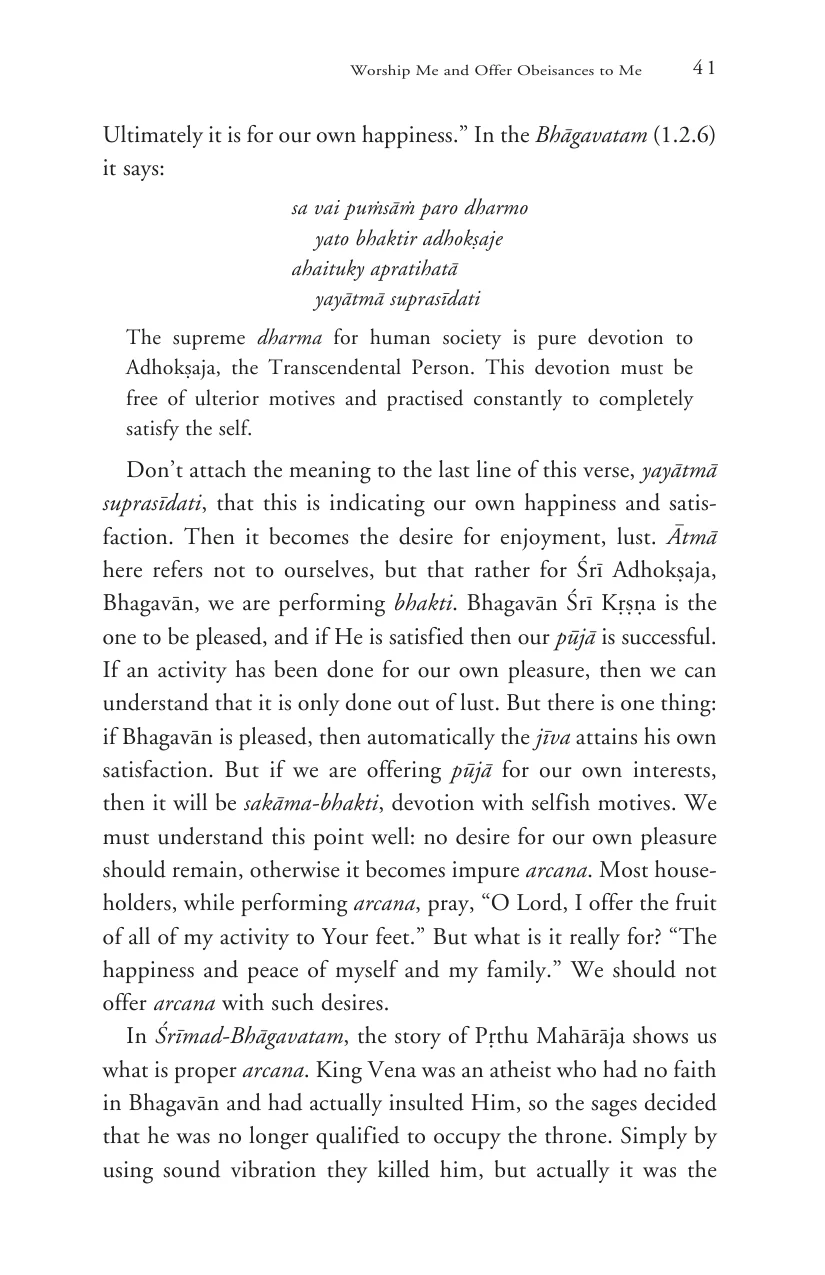 Worship Me and Offer Obeisances to Me 41
Ultimately it is for our own happiness.” In the Bhāgavatam (1.2.6)
it says:
sa vai puṁsāṁ paro dharmo
yato bhaktir adhokṣaje
ahaituky apratihatā
yayātmā suprasīdati
The supreme dharma for human society is pure devotion to
Adhokṣaja, the Transcendental Person. This devotion must be
free of ulterior motives and practised constantly to completely
satisfy the self.
Don’t attach the meaning to the last line of this verse, yayātmā
suprasīdati, that this is indicating our own happiness and satis-
faction. Then it becomes the desire for enjoyment, lust. Ātmā
here refers not to ourselves, but that rather for Śrī Adhokṣaja,
Bhagavān, we are performing bhakti. Bhagavān Śrī Kṛṣṇa is the
one to be pleased, and if He is satisfied then our pūjā is successful.
If an activity has been done for our own pleasure, then we can
understand that it is only done out of lust. But there is one thing:
if Bhagavān is pleased, then automatically the jīva attains his own
satisfaction. But if we are offering pūjā for our own interests,
then it will be sakāma-bhakti, devotion with selfish motives. We
must understand this point well: no desire for our own pleasure
should remain, otherwise it becomes impure arcana. Most house-
holders, while performing arcana, pray, “O Lord, I offer the fruit
of all of my activity to Your feet.” But what is it really for? “The
happiness and peace of myself and my family.” We should not
offer arcana with such desires.
In Śrīmad-Bhāgavatam, the story of Pṛthu Mahārāja shows us
what is proper arcana. King Vena was an atheist who had no faith
in Bhagavān and had actually insulted Him, so the sages decided
that he was no longer qualified to occupy the throne. Simply by
using sound vibration they killed him, but actually it was the